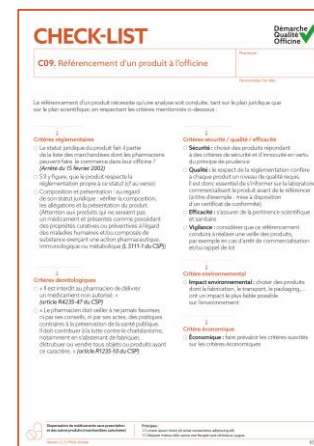 CHECK-LIST
Démarche
Qualité
Officine
C09. Référencement d'un produit à l'officine
Pharmacie :
Le référencement d'un produit nécessite qu'une analyse soit conduite, tant sur le plan juridique que
sur le plan scientifique, en respectant les critères mentionnés ci-dessous :
Critères réglementaires
Le statut juridique du produit fait-il partie
de la liste des marchandises dont les pharmaciens
peuvent faire le commerce dans leur officine ?
(Arrêté du 15 février 2002)
S'il y figure, que le produit respecte la
réglementation propre à ce statut (cf au verso)
Composition et présentation : au regard
de son statut juridique : vérifier la composition,
les allégations et la présentation du produit.
(Attention aux produits qui ne seraient pas
un médicament et présentés comme possédant
des propriétés curatives ou préventives à l'égard
des maladies humaines et/ou composés de
substance exerçant une action pharmaceutique,
immunologique ou métabolique (L 5111-1 du CSP))
Critères déontologiques
« Il est interdit au pharmacien de délivrer
un médicament non autorisé. »
(article R4235-47 du CSP)
« Le pharmacien doit veiller à ne jamais favoriser,
ni par ses conseils, ni par ses actes, des pratiques
contraires à la préservation de la santé publique.
Il doit contribuer à la lutte contre le charlatanisme,
notamment en s'abstenant de fabriquer,
distribuer ou vendre tous objets ou produits ayant
ce caractère. » (article R1235-10 du CSP)
Critères sécurité / qualité / efficacité
Sécurité : choisir des produits répondant
à des critères de sécurité et d'innocuité en vertu
du principe de prudence
Qualité : le respect de la réglementation confère
à chaque produit un niveau de qualité requis.
Il est donc essentiel de s'informer sur le laboratoire
commercialisant le produit avant de le référencer
(à titre d'exemple : mise à disposition
d'un certificat de conformité)
Efficacité : s'assurer de la pertinence scientifique
et sanitaire
Vigilance : considérer que ce référencement
conduira à réaliser une veille des produits,
par exemple en cas d'arrêt de commercialisation
et/ou rappel de lot
Critère environnemental
Impact environnemental : choisir des produits
dont la fabrication, le transport, le packaging, ...
ont un impact le plus faible possible
sur l'environnement
Critère économique
Économique : faire prévaloir les critères suscités
sur les critères économiques
Dispensation de médicaments sans prescription
et des autres produits (marchandises autorisées)
Principes :